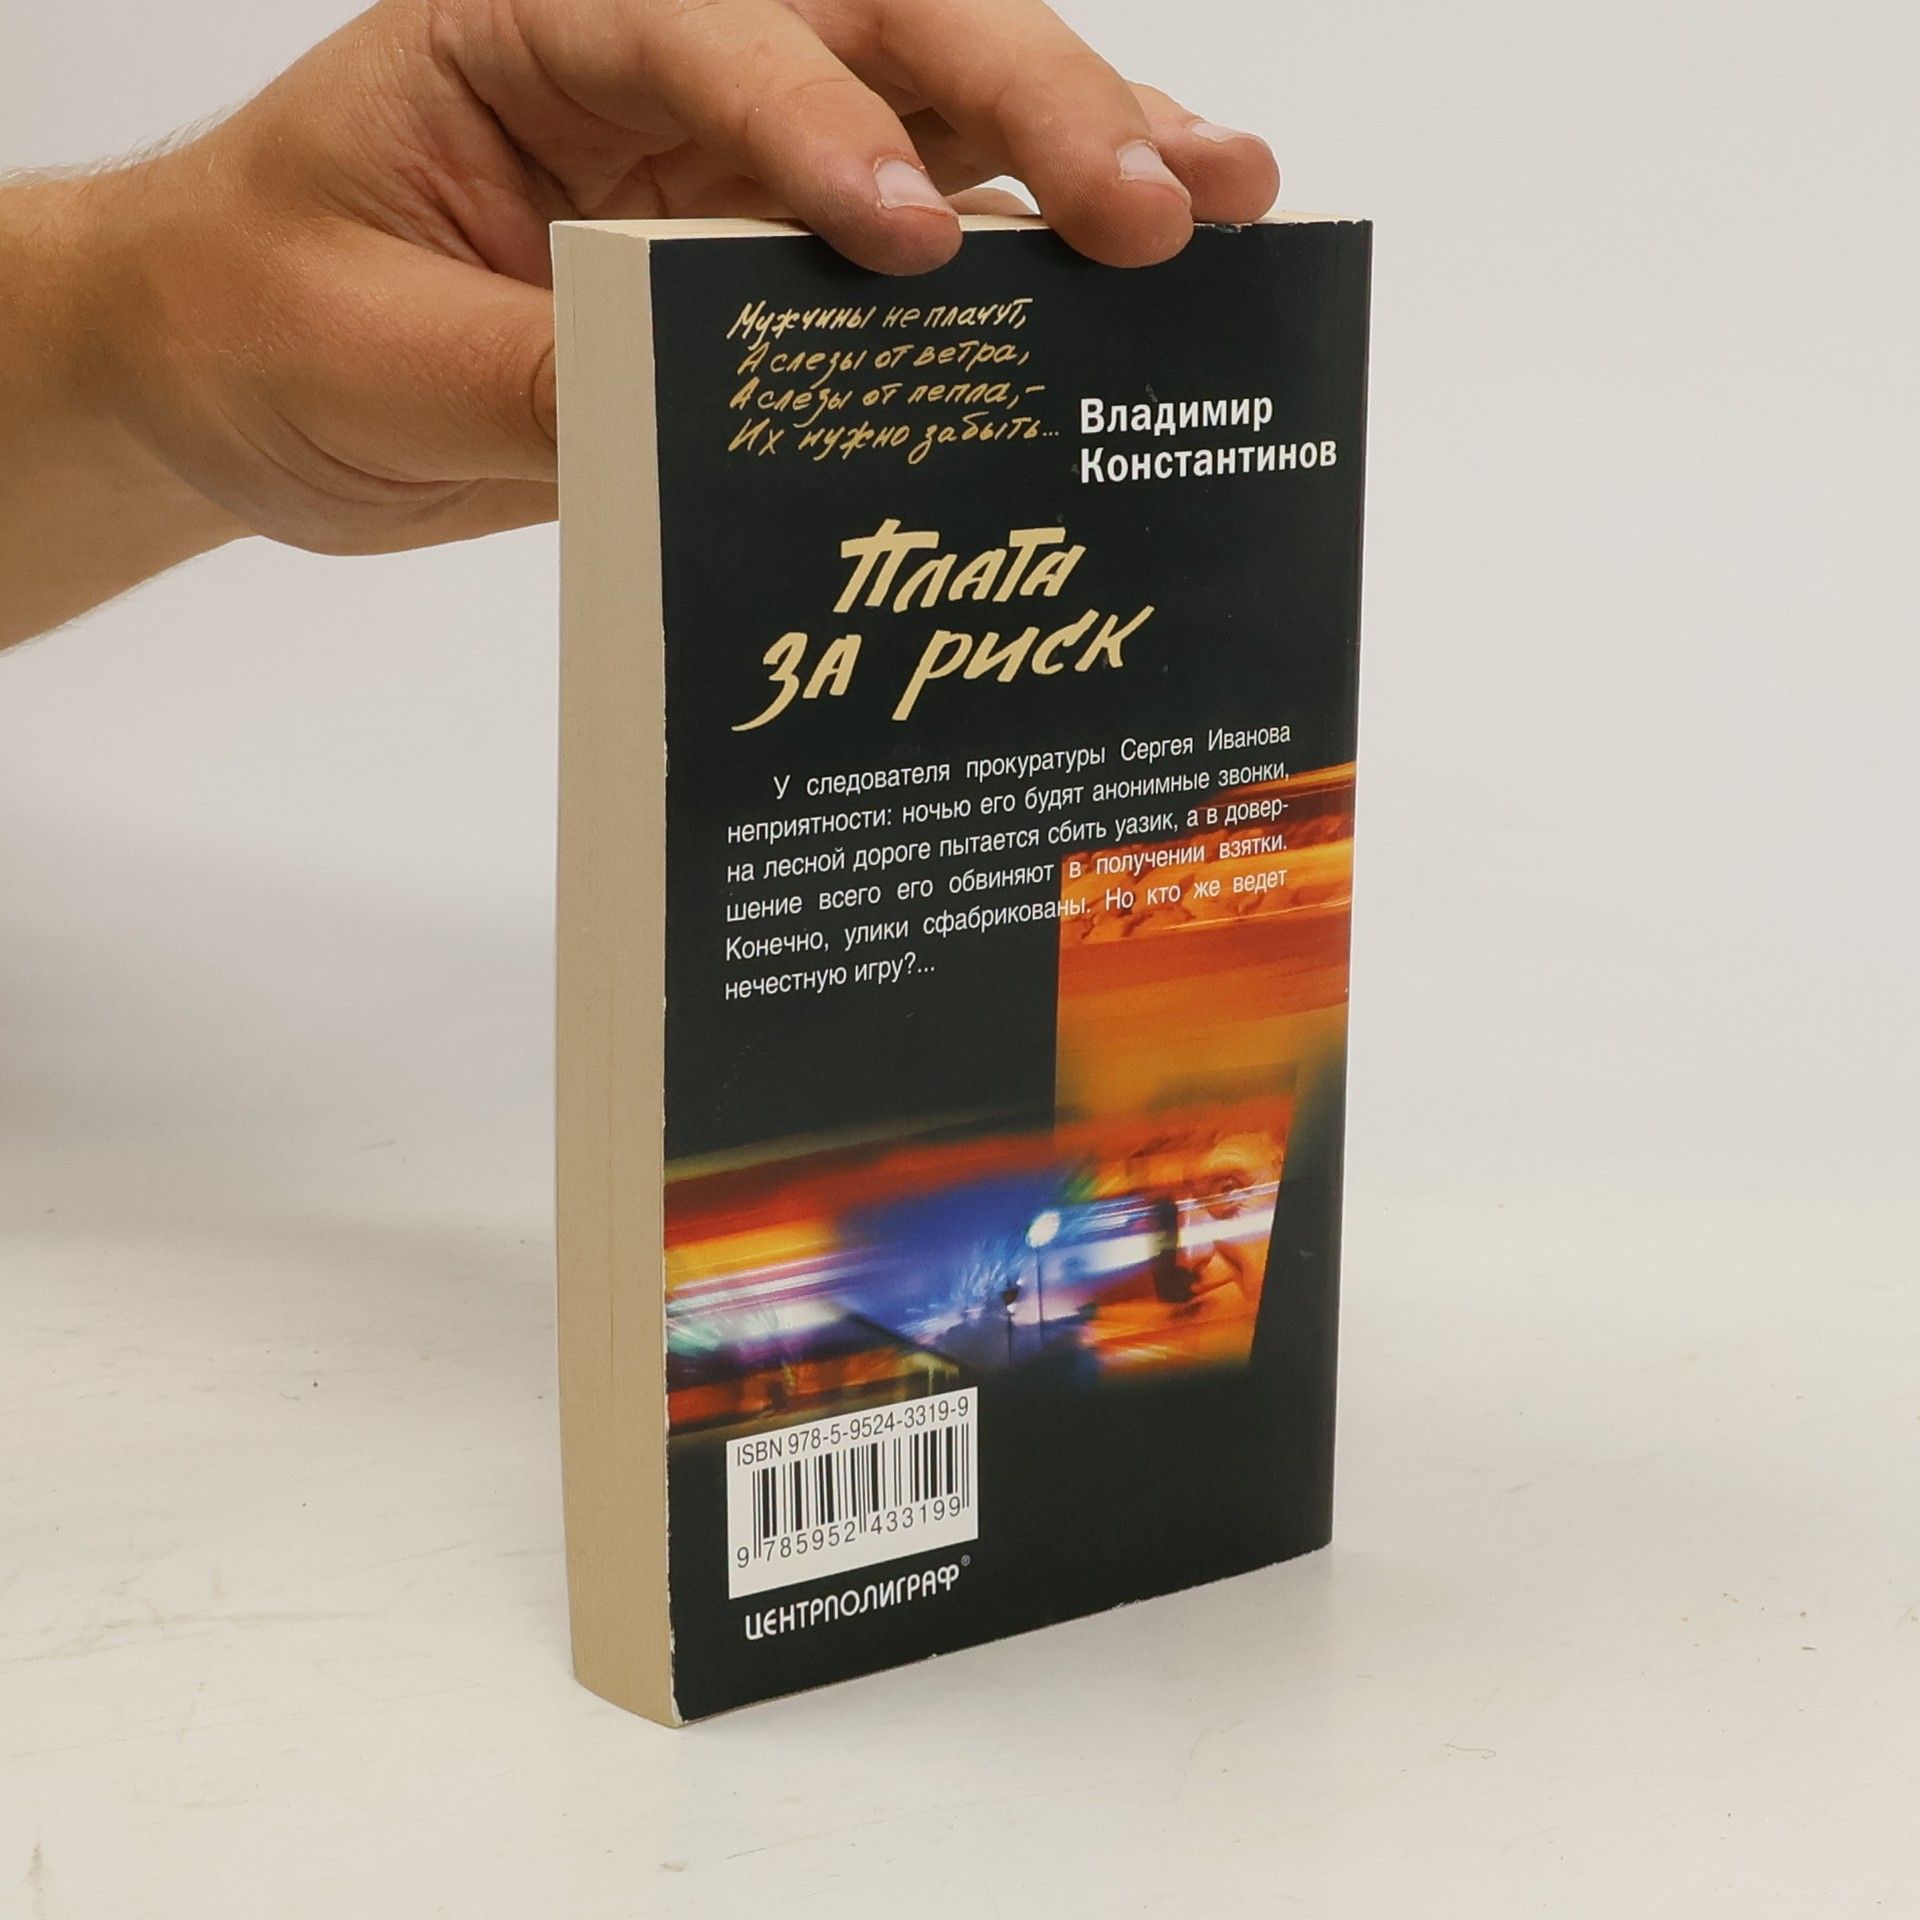 Мужчины не плачут,
А слезы от ветра,
А слезы от пепла,–
Их нужно забыть...
Владимир
Константинов
Плата
за риск
У следователя прокуратуры Сергея Иванова
неприятности: ночью его будят анонимные звонки,
на лесной дороге пытается сбить уазик, а в довер-
шение всего его обвиняют в получении взятки.
Конечно, улики сфабрикованы. Но кто же ведет
нечестную игру?...
ISBN 978-5-9524-3319-9
9 785952 433199
ЦЕНТРПОЛИГРАФ®